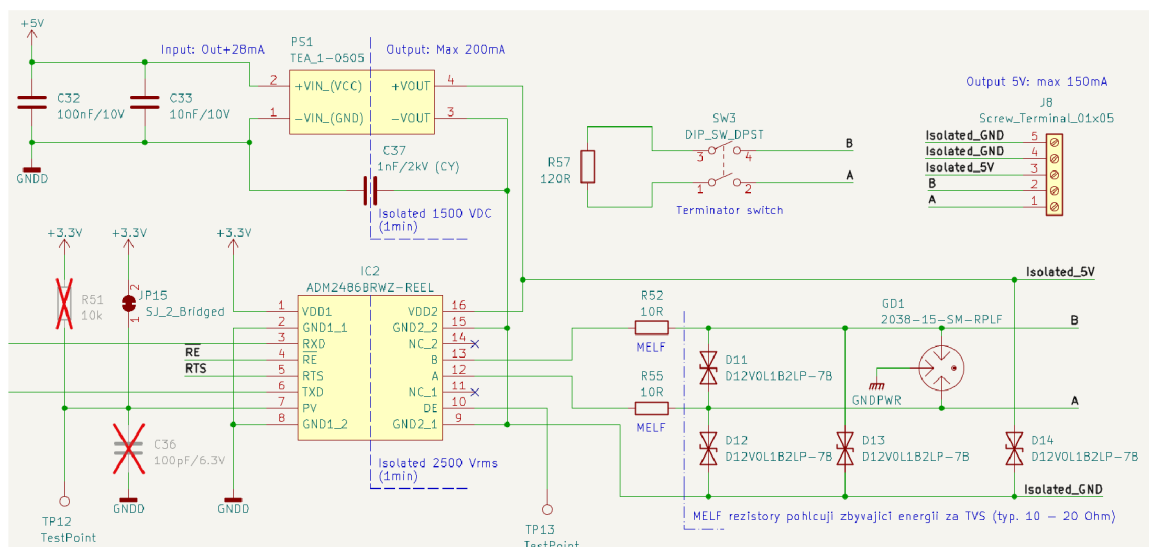 +5V
Input: Out+28mA
PS1
TEA_1-0505
Output: Max 200mA
2
+VIN_(VCC)
+VOUT
4
1
-VIN_(GND)
-VOUT
3
C32
100nF/10V
C33
10nF/10V
GNDD
C37
1nF/2kV (CY)
Isolated 1500 VDC
(1min)
R57
120R
SW3
DIP_SW_DPST
3
4
B
1
2
A
Terminator switch
Output 5V: max 150mA
J8
Screw_Terminal_01x05
Isolated_GND
5
Isolated_GND
4
Isolated_5V
3
B
2
A
1
+3.3V
+3.3V
+3.3V
R51
10k
2
JP15
SJ_2_Bridged
1
C36
100pF/6.3V
TP12
TestPoint
GNDD
GNDD
IC2
ADM2486BRWZ-REEL
1
VDD1
VDD2
16
2
GND1_1
GND2_2
15
3
RXD
NC_2
14
RE
4
RE
B
13
RTS
5
RTS
A
12
6
TXD
NC_1
11
7
PV
DE
10
8
GND1_2
GND2_1
9
Isolated 2500 Vrms
(1min)
TP13
TestPoint
Isolated_5V
R52
10R
MELF
R55
10R
MELF
GD1
2038-15-SM-RPLF
B
GNDPWR
A
D11
D12V0L1B2LP-7B
D12
D12V0L1B2LP-7B
D13
D12V0L1B2LP-7B
D14
D12V0L1B2LP-7B
Isolated_GND
MELF rezistory pohlcují zbyvající energii za TVS (typ. 10 – 20 Ohm)